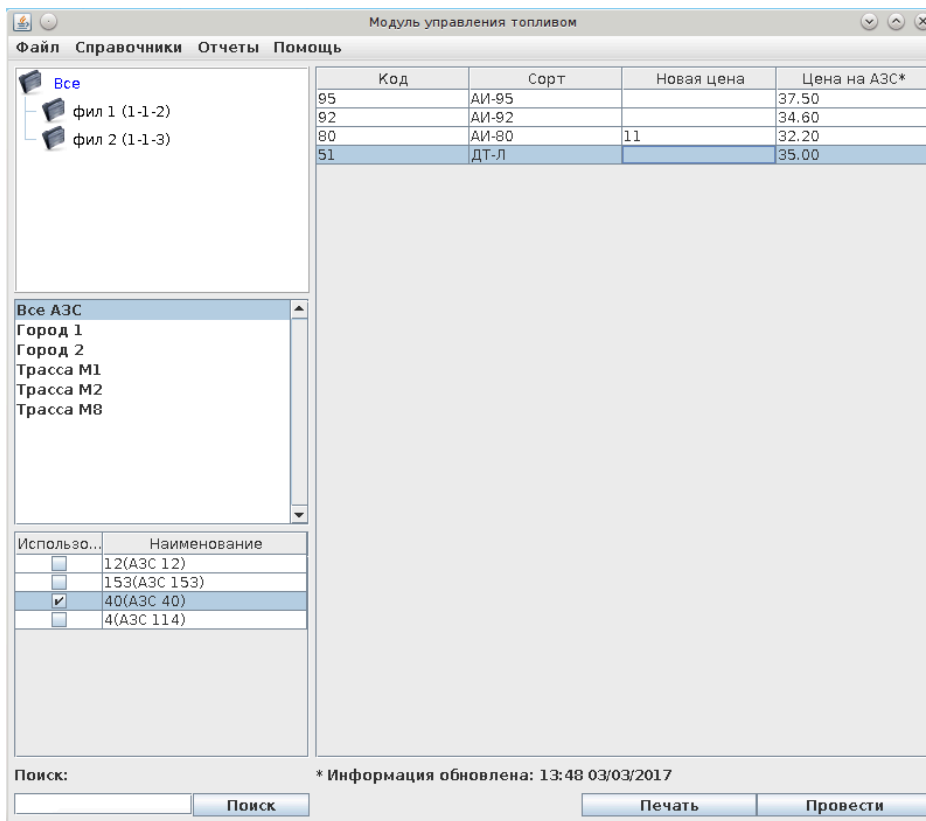 Модуль управления топливом
Файл Справочники Отчеты Помощь
Все
фил 1 (1-1-2)
фил 2 (1-1-3)
Код Сорт Новая цена Цена на АЗС*
95 АИ-95 37.50
92 АИ-92 34.60
80 АИ-80 11 32.20
51 ДТ-Л 35.00
Все АЗС
Город 1
Город 2
Трасса М1
Трасса М2
Трасса М8
Использо... Наименование
12(АЗС 12)
153(АЗС 153)
40(АЗС 40)
4(АЗС 114)
Поиск:
* Информация обновлена: 13:48 03/03/2017
Поиск Печать Провести